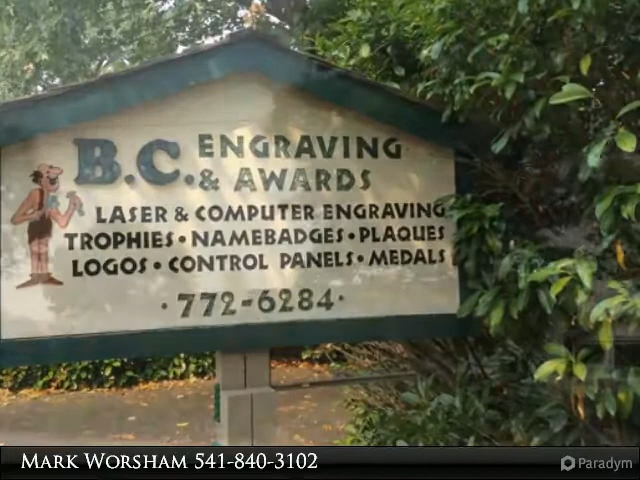 B.C. ENGRAVING
& AWARDS
LASER & COMPUTER ENGRAVING
TROPHIES • NAMEBADGES • PLAQUES
LOGOS • CONTROL PANELS • MEDALS
• 772-6284 •
MARK WORSHAM 541-840-3102
Paradym